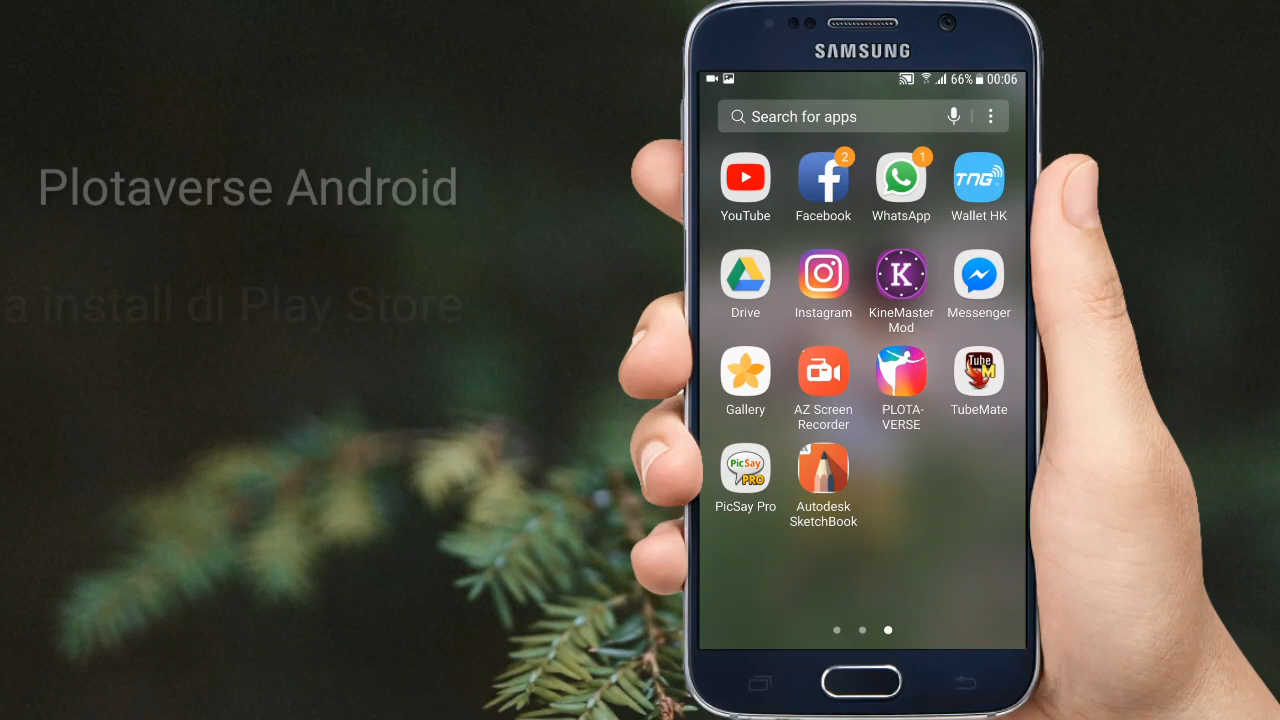 Plotaverse Android
a install di Play Store
SAMSUNG
66% 00:06
Search for apps
2
1
TNG
YouTube
Facebook
WhatsApp
Wallet HK
K
Drive
Instagram
KineMaster
Mod
Messenger
Tube
M
Gallery
AZ Screen
Recorder
PLOTA-
VERSE
TubeMate
PicSay
PRO
PicSay Pro
Autodesk
SketchBook